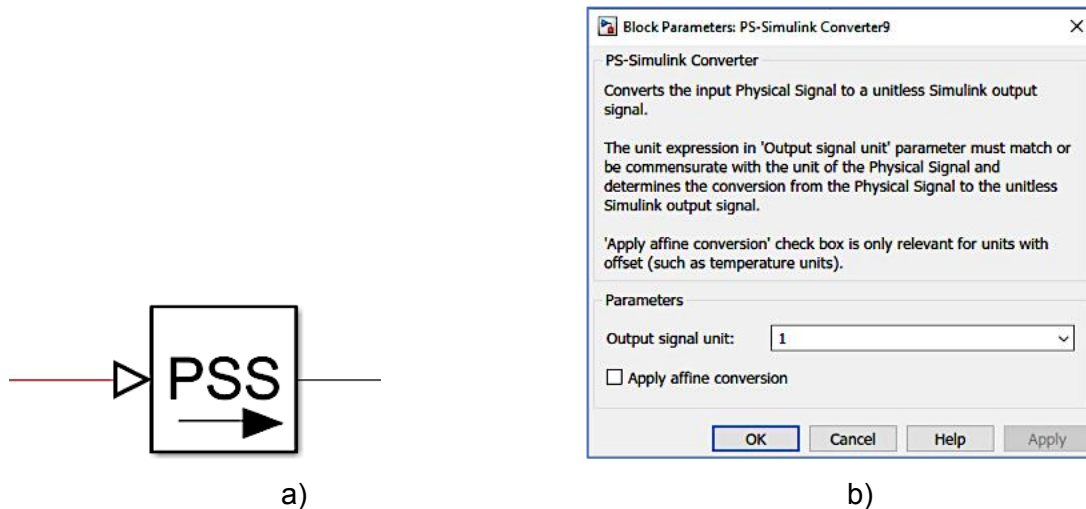 Block Parameters: PS-Simulink Converter9
PS-Simulink Converter
Converts the input Physical Signal to a unitless Simulink output
signal.
The unit expression in 'Output signal unit' parameter must match or
be commensurate with the unit of the Physical Signal and
determines the conversion from the Physical Signal to the unitless
Simulink output signal.
'Apply affine conversion' check box is only relevant for units with
offset (such as temperature units).
Parameters
Output signal unit: 1
Apply affine conversion
OK Cancel Help Apply
PSS
a) b)